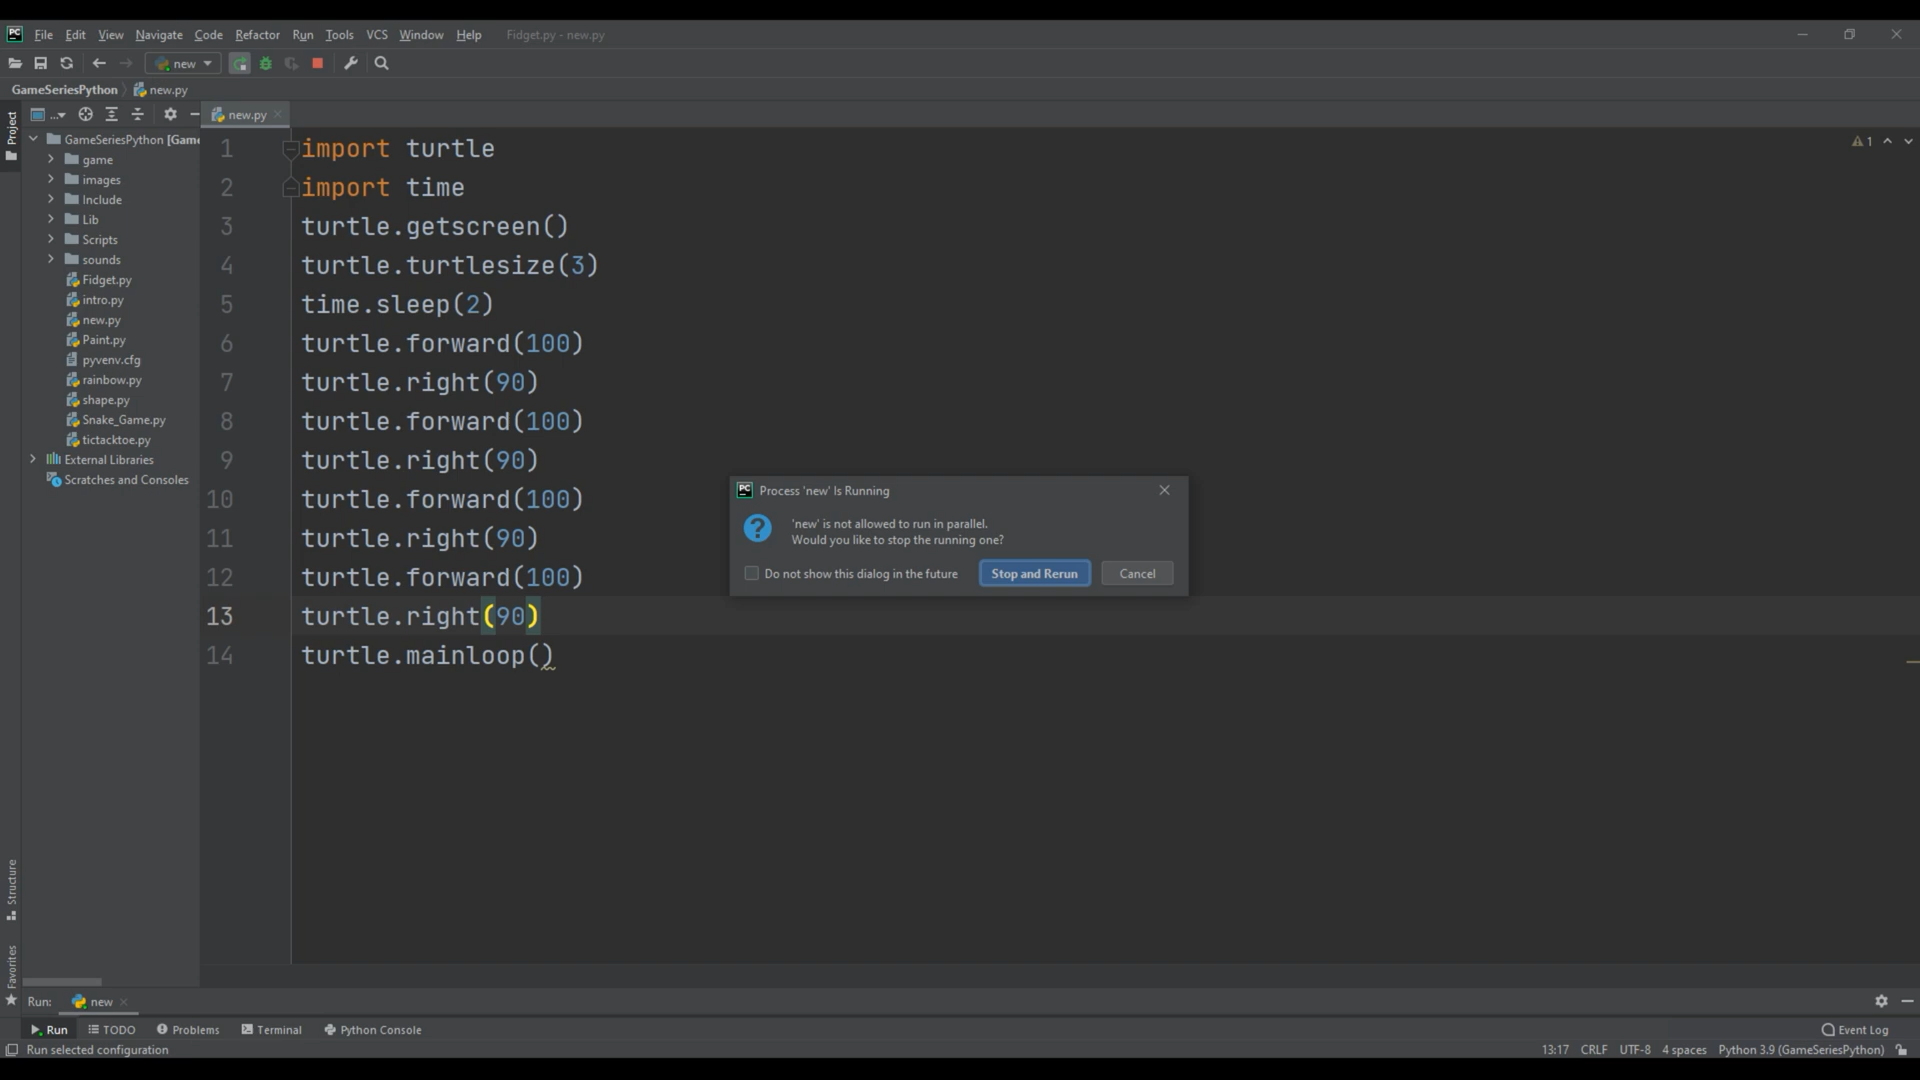 PC File Edit View Navigate Code Refactor Run Tools VCS Window Help Fidget.py - new.py
new
GameSeriesPython new.py
Project
...
new.py
GameSeriesPython [Game
game
images
Include
Lib
Scripts
sounds
Fidget.py
intro.py
new.py
Paint.py
pyvenv.cfg
rainbow.py
shape.py
Snake_Game.py
tictacktoe.py
External Libraries
Scratches and Consoles
1 import turtle
2 import time
3 turtle.getscreen()
4 turtle.turtlesize(3)
5 time.sleep(2)
6 turtle.forward(100)
7 turtle.right(90)
8 turtle.forward(100)
9 turtle.right(90)
10 turtle.forward(100)
11 turtle.right(90)
12 turtle.forward(100)
13 turtle.right(90)
14 turtle.mainloop()
1
PC Process 'new' Is Running
'new' is not allowed to run in parallel.
Would you like to stop the running one?
Do not show this dialog in the future
Stop and Rerun
Cancel
Structure
Favorites
Run: new
Run TODO Problems Terminal Python Console Event Log
Run selected configuration 13:17 CRLF UTF-8 4 spaces Python 3.9 (GameSeriesPython)